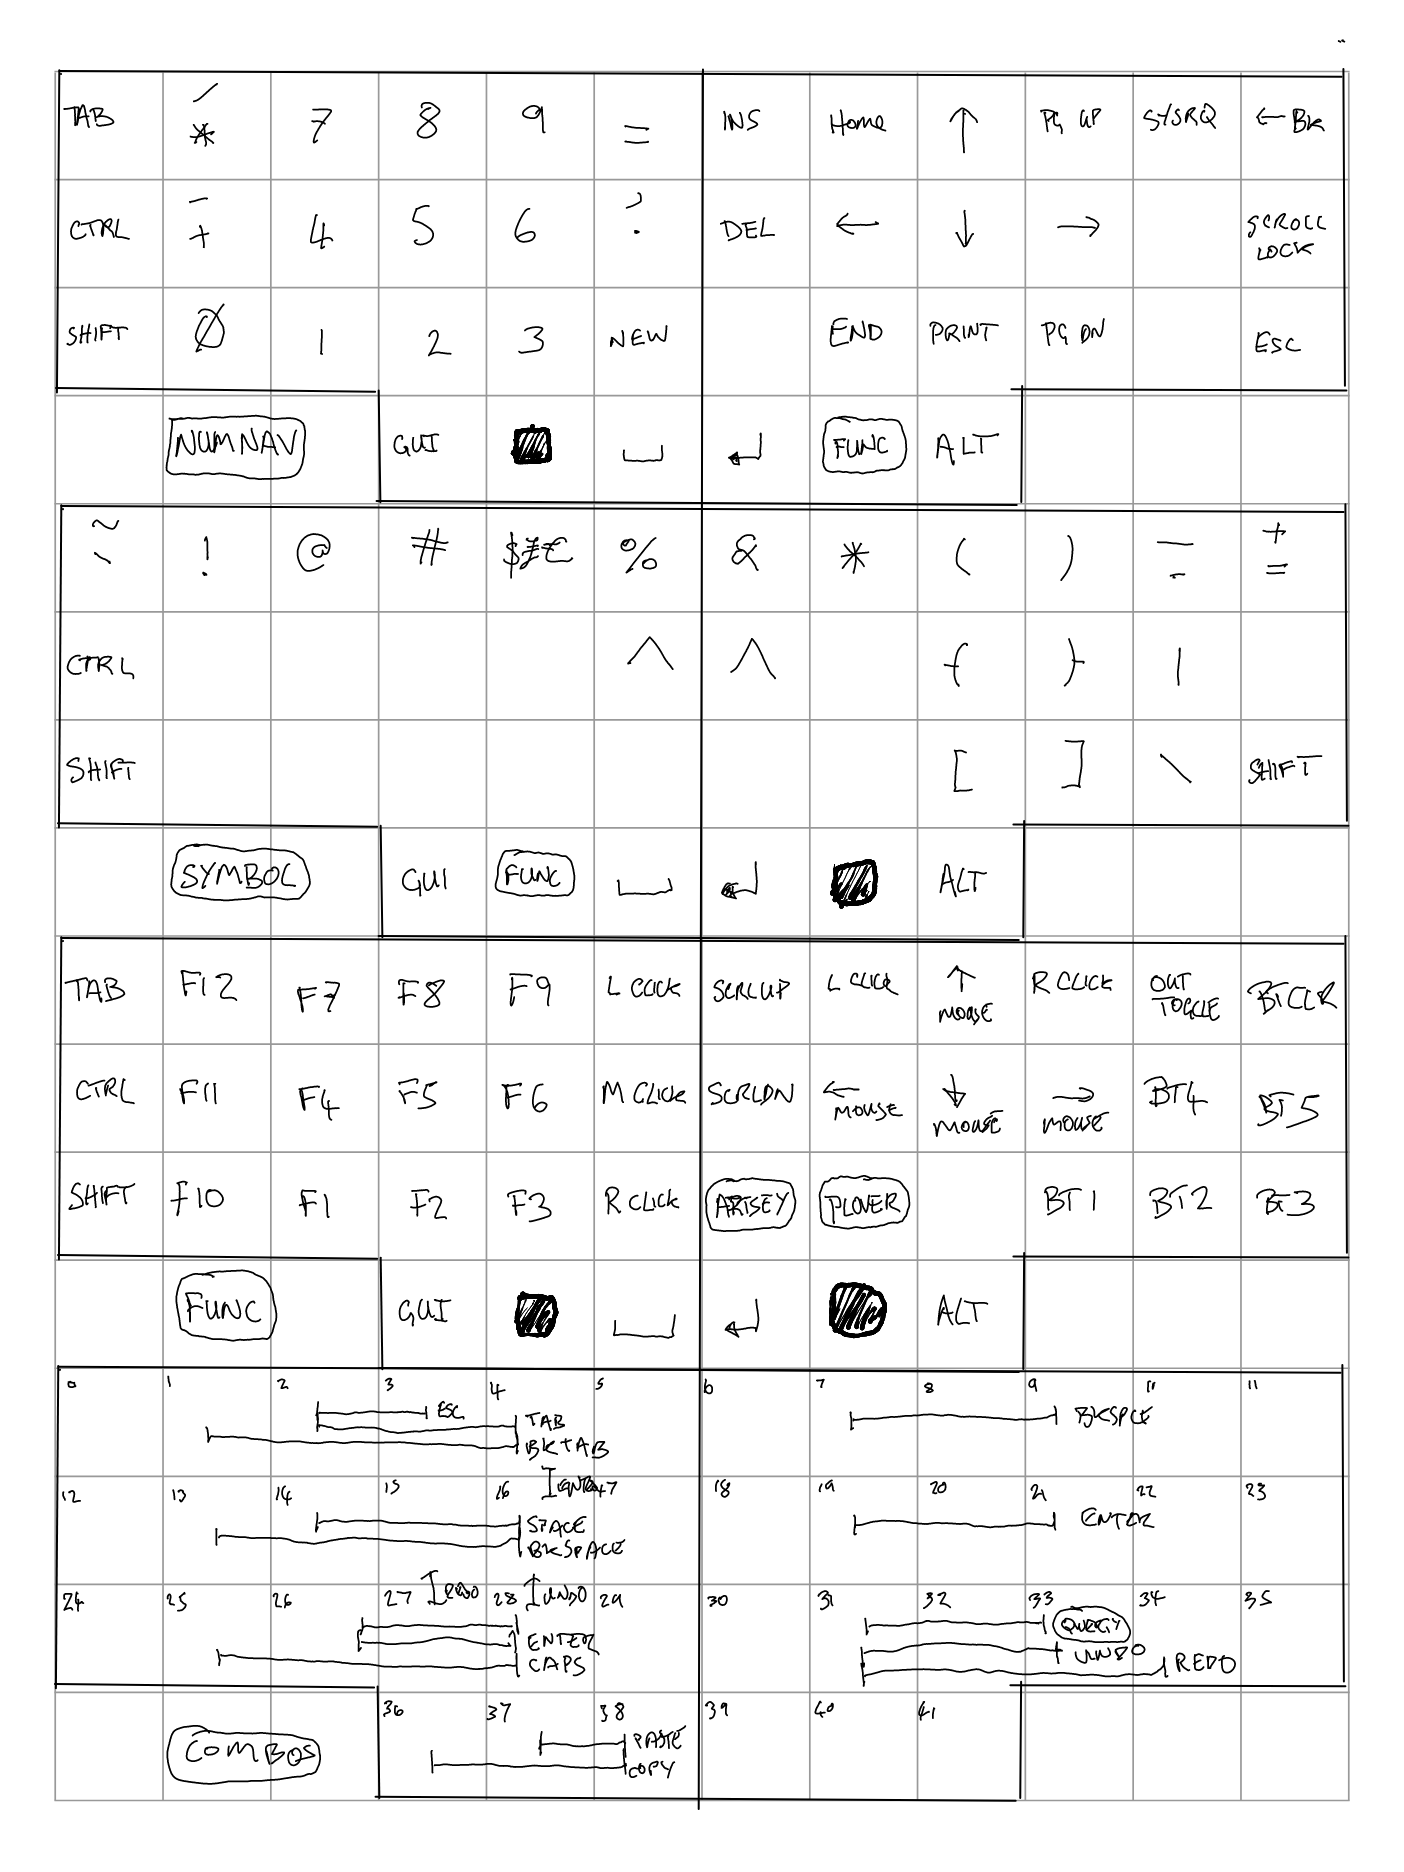 TAB / 7 8 9 = INS Home ↑ PG UP SYSRQ ← BK
*
CTRL - 4 5 6 , DEL ← ↓ → SCROLL
+ . LOCK
SHIFT 0 1 2 3 NEW END PRINT PG DN ESC
NUMNAV GUI FUNC ALT
~ ! @ # $ % & * ( ) _ +
` - =
CTRL ^ ^ { } |
SHIFT [ ] \ SHIFT
SYMBOL GUI FUNC ALT
TAB F12 F7 F8 F9 L CLICK SCRLUP L CLICK ↑ R CLICK OUT BTCLR
MOUSE TOGGLE
CTRL F11 F4 F5 F6 M CLICK SCRLDN ← ↓ → BT4 BT5
MOUSE MOUSE MOUSE
SHIFT F10 F1 F2 F3 R CLICK ARTSEY PLOVER BT1 BT2 BT3
FUNC GUI ALT
0 1 2 3 4 5 6 7 8 9 11 11
ESC
TAB BKSPCE
BKTAB
12 13 14 15 16 17 18 19 20 21 22 23
SPACE ENTER
BKSPACE
24 25 26 27 REDO 28 UNDO 29 30 31 32 33 34 35
QWERTY
ENTER UNDO
CAPS REDO
36 37 38 39 40 41
COMBOS PASTE
COPY